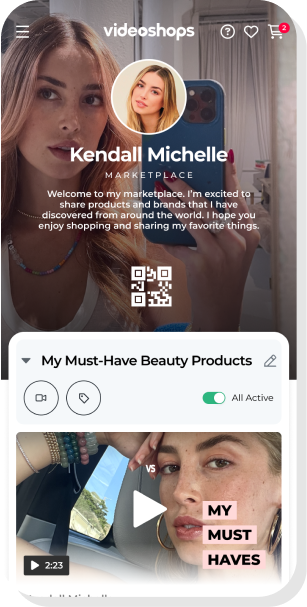 videoshops
2
Kendall Michelle
MARKETPLACE
Welcome to my marketplace. I'm excited to
share products and brands that I have
discovered from around the world. I hope you
enjoy shopping and sharing my favorite things.
My Must-Have Beauty Products
All Active
VS
MY
MUST
HAVES
2:23